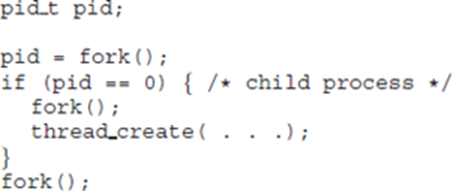 pid_t pid;
pid = fork();
if (pid == 0) { /* child process */
fork();
thread_create( . . .);
}
fork();